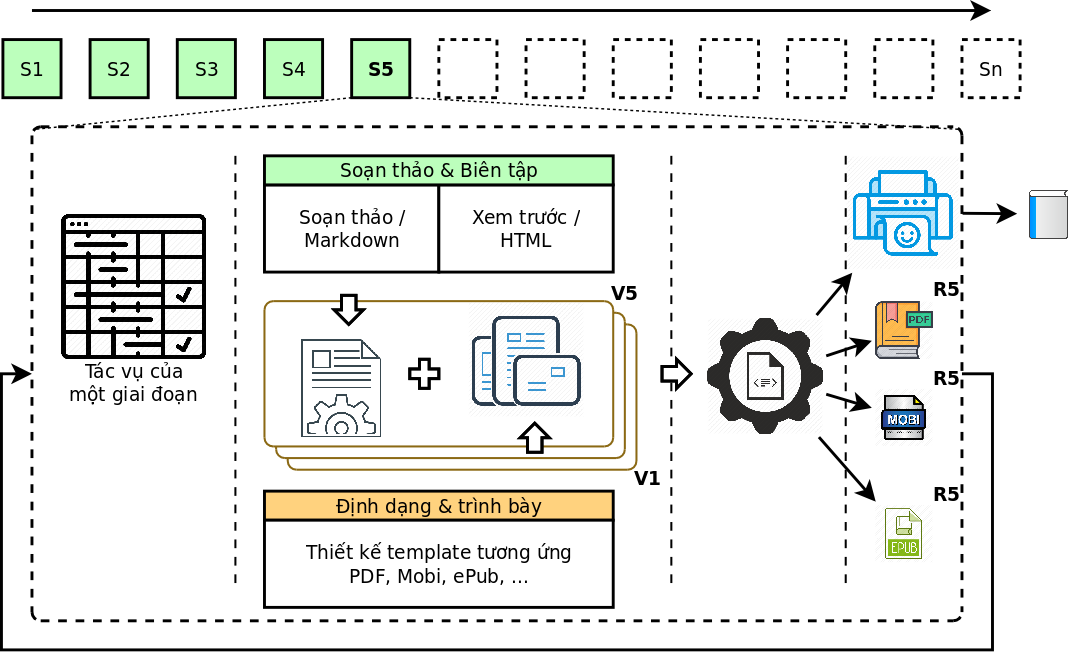 S1
S2
S3
S4
S5
Sn
Soạn thảo & Biên tập
Soạn thảo /
Markdown
Xem trước /
HTML
V5
V1
Tác vụ của
một giai đoạn
Định dạng & trình bày
Thiết kế template tương ứng
PDF, Mobi, ePub, ...
R5
PDF
R5
MOBI
R5
EPUB